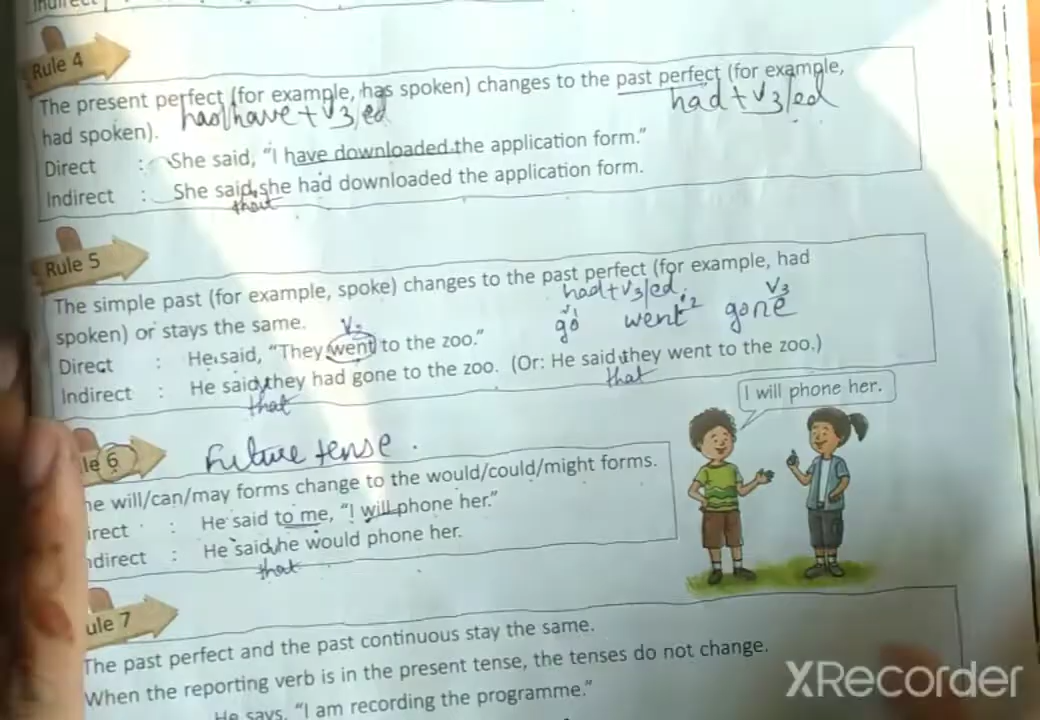 Indirect
Rule 4
The present perfect (for example, has spoken) changes to the past perfect (for example,
has/have + V3/ed
had + V3/ed
had spoken).
Direct : She said, “I have downloaded the application form.”
Indirect : She said, she had downloaded the application form.
that
Rule 5
The simple past (for example, spoke) changes to the past perfect (for example, had
had+V3/ed.
spoken) or stays the same.
V1 V2 V3
go went gone
V2
Direct : He said, “They went to the zoo.”
Indirect : He said they had gone to the zoo. (Or: He said they went to the zoo.)
that that
I will phone her.
le 6
Future tense.
he will/can/may forms change to the would/could/might forms.
irect : He said to me, “I will phone her.”
ndirect : He said he would phone her.
that
ule 7
The past perfect and the past continuous stay the same.
When the reporting verb is in the present tense, the tenses do not change.
He says, “I am recording the programme.”
XRecorder